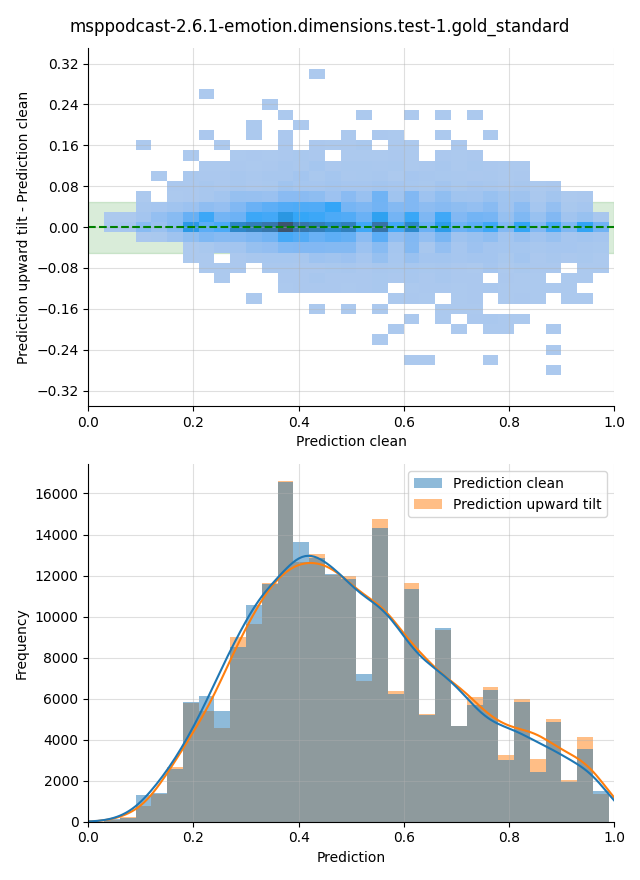 msppodcast-2.6.1-emotion.dimensions.test-1.gold_standard
0.32
0.24
0.16
0.08
0.00
−0.08
−0.16
−0.24
−0.32
Prediction upward tilt - Prediction clean
0.0 0.2 0.4 0.6 0.8 1.0
Prediction clean
Prediction clean
Prediction upward tilt
16000
14000
12000
10000
8000
6000
4000
2000
0
Frequency
0.0 0.2 0.4 0.6 0.8 1.0
Prediction